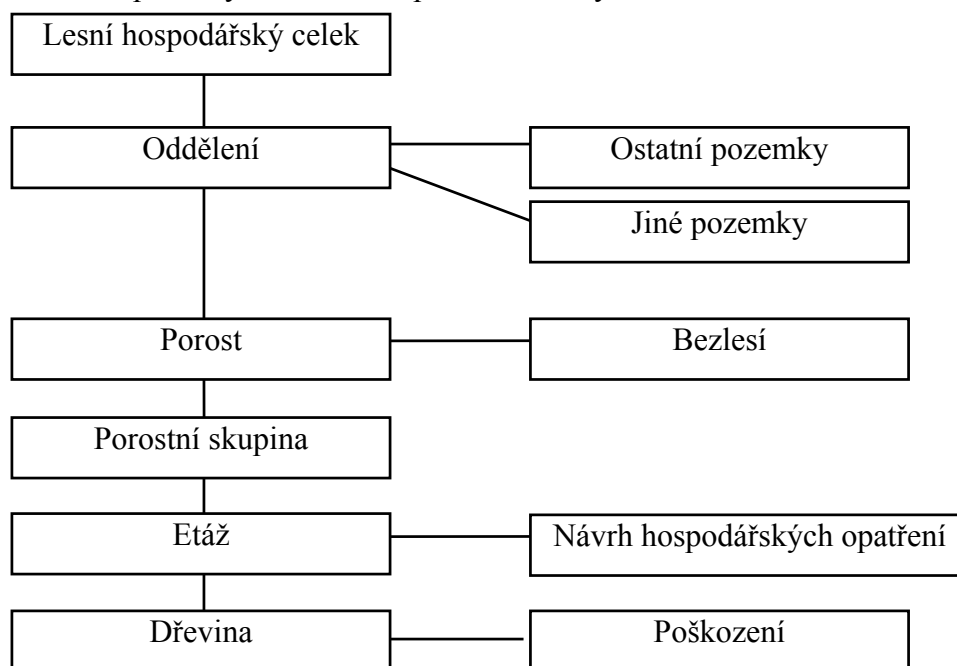 Lesní hospodářský celek
Oddělení
Ostatní pozemky
Jiné pozemky
Porost
Bezlesí
Porostní skupina
Etáž
Návrh hospodářských opatření
Dřevina
Poškození